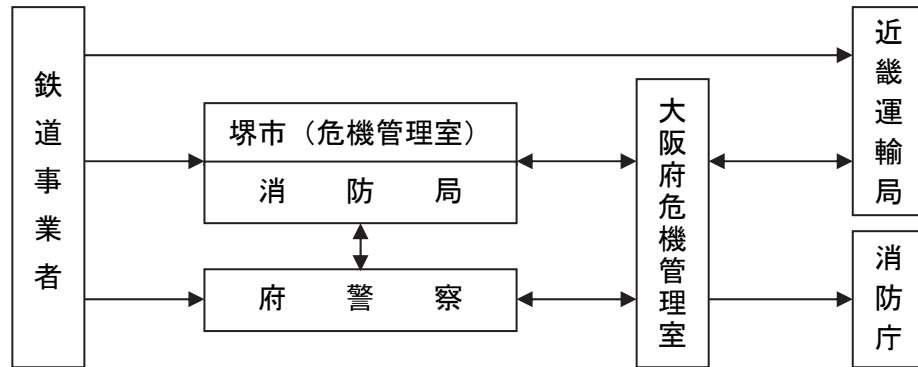 鉄道事業者
堺市（危機管理室）
消防局
府警察
大阪府危機管理室
近畿運輸局
消防庁